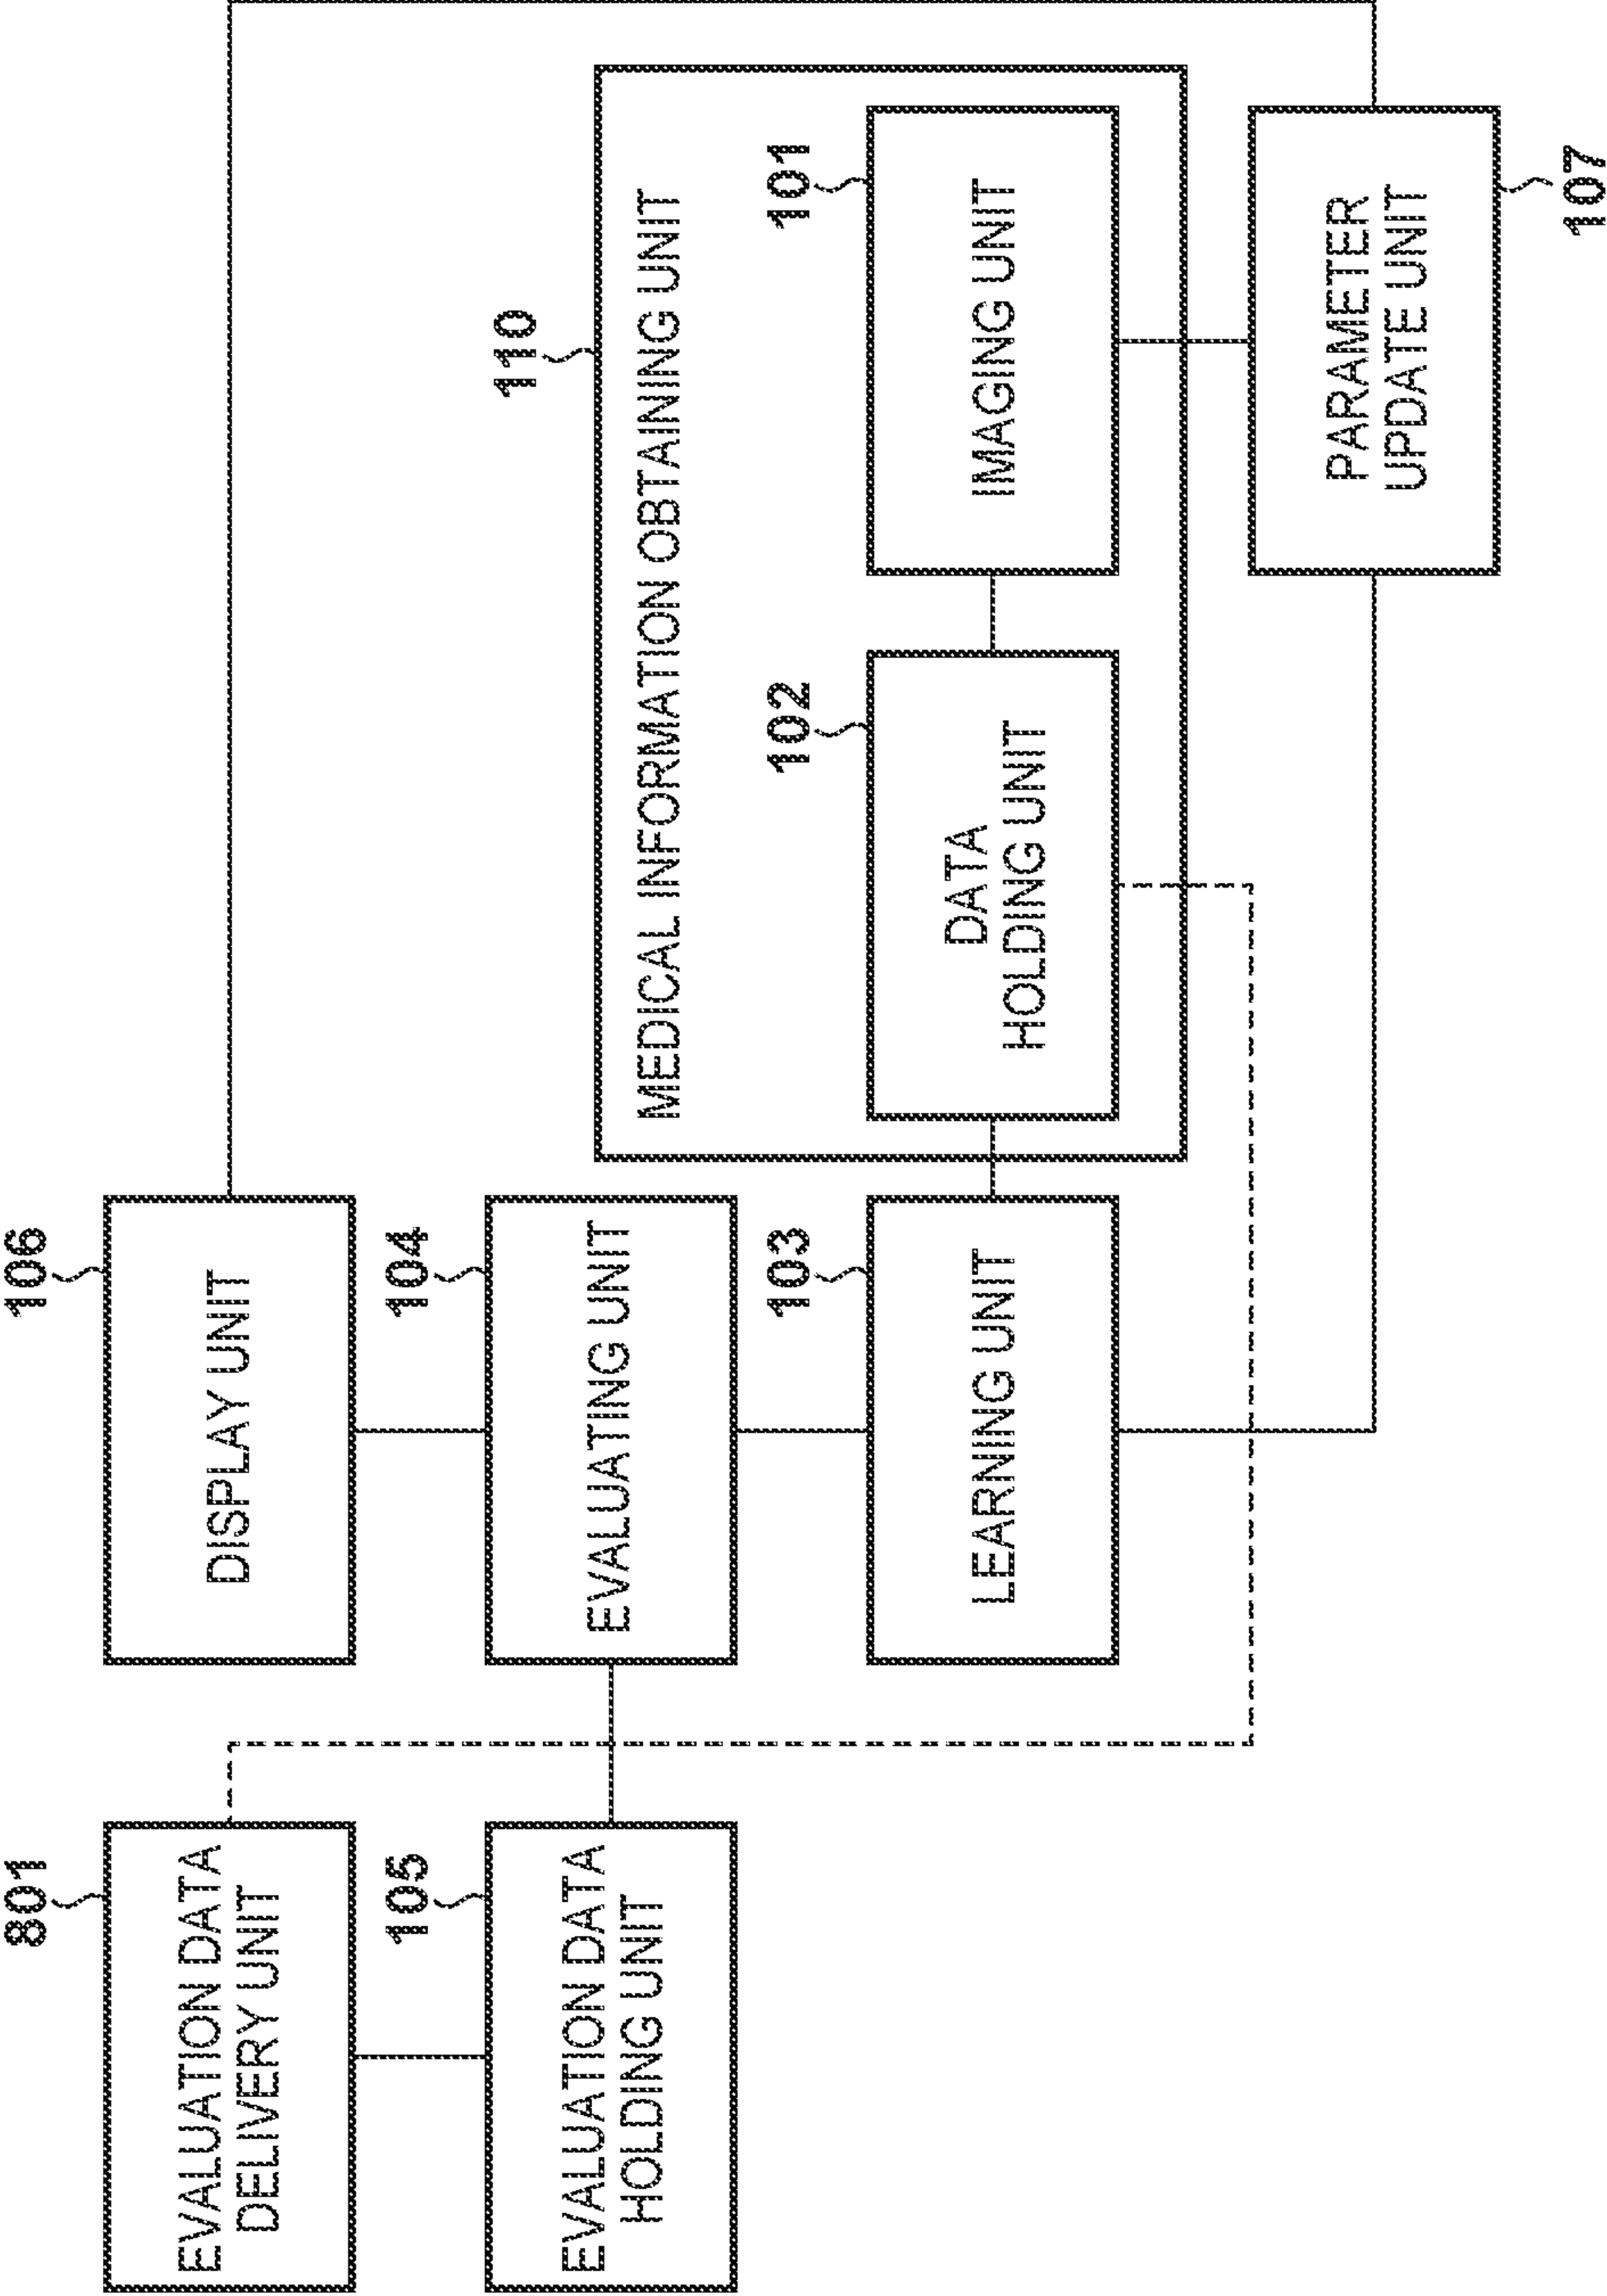 801
EVALUATION DATA
DELIVERY UNIT
106
DISPLAY UNIT
105
EVALUATION DATA
HOLDING UNIT
104
EVALUATING UNIT
110
MEDICAL INFORMATION OBTAINING UNIT
103
LEARNING UNIT
102
DATA
HOLDING UNIT
101
IMAGING UNIT
PARAMETER
UPDATE UNIT
107